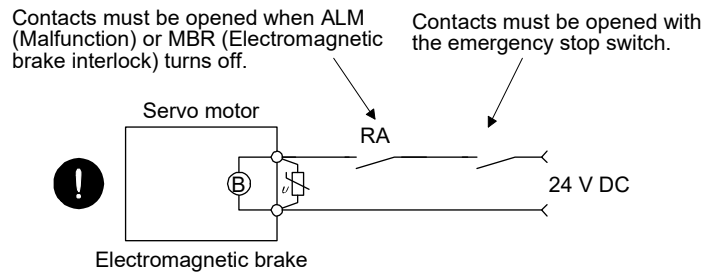 Contacts must be opened when ALM
(Malfunction) or MBR (Electromagnetic
brake interlock) turns off.
Contacts must be opened with
the emergency stop switch.
Servo motor
RA
B
υ
24 V DC
Electromagnetic brake